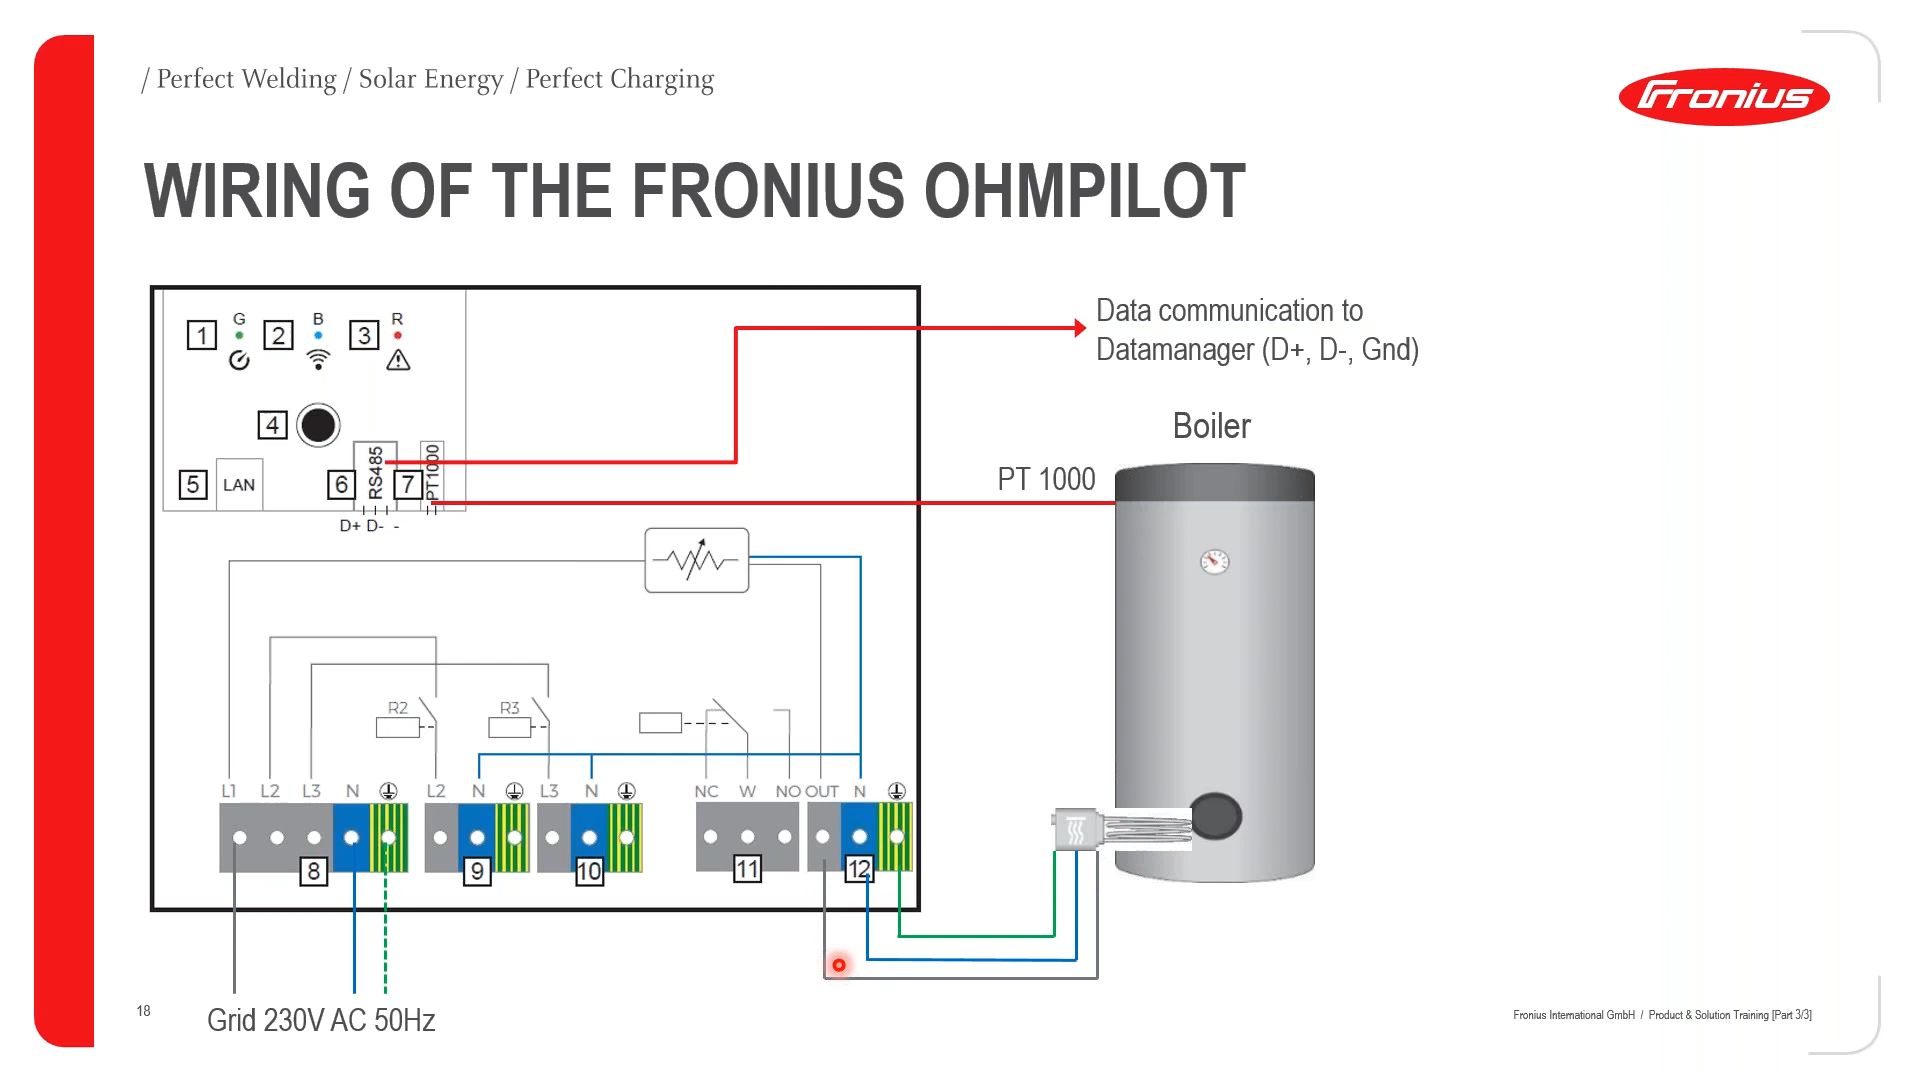 / Perfect Welding / Solar Energy / Perfect Charging
Fronius
WIRING OF THE FRONIUS OHMPILOT
1 G 2 B 3 R
4
5 LAN 6 RS485 7 PT1000
D+ D- -
Data communication to
Datamanager (D+, D-, Gnd)
Boiler
PT 1000
R2 R3
L1 L2 L3 N L2 N L3 N NC W NO OUT N
8 9 10 11 12
18
Grid 230V AC 50Hz
Fronius International GmbH / Product & Solution Training [Part 3/3]